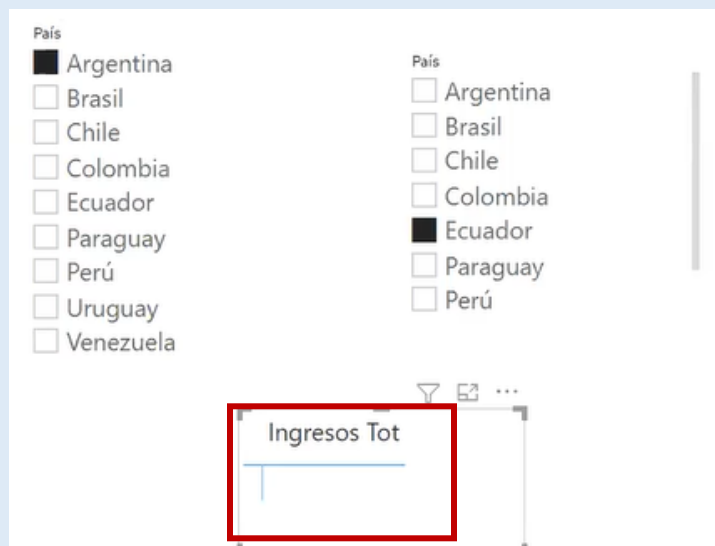 País
Argentina
Brasil
Chile
Colombia
Ecuador
Paraguay
Perú
Uruguay
Venezuela
País
Argentina
Brasil
Chile
Colombia
Ecuador
Paraguay
Perú
Ingresos Tot